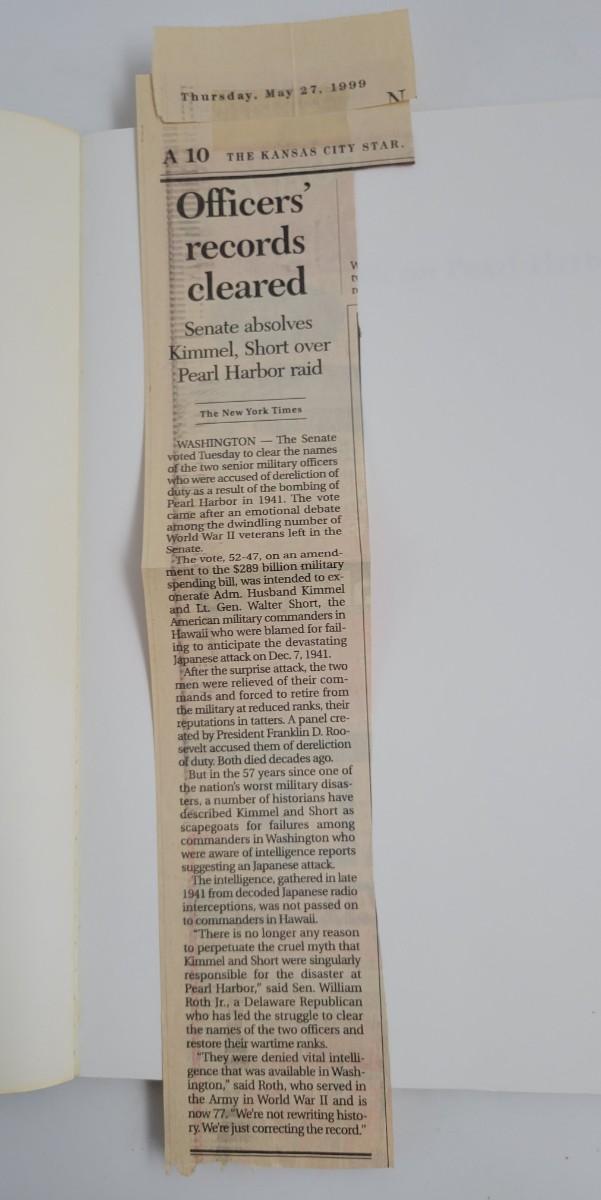 Thursday, May 27, 1999
N
A 10 THE KANSAS CITY STAR.
Officers’
records
cleared
Senate absolves
Kimmel, Short over
Pearl Harbor raid
The New York Times
WASHINGTON — The Senate
voted Tuesday to clear the names
of the two senior military officers
who were accused of dereliction of
duty as a result of the bombing of
Pearl Harbor in 1941. The vote
came after an emotional debate
among the dwindling number of
World War II veterans left in the
Senate.
The vote, 52-47, on an amend-
ment to the $289 billion military
spending bill, was intended to ex-
onerate Adm. Husband Kimmel
and Lt. Gen. Walter Short, the
American military commanders in
Hawaii who were blamed for fail-
ing to anticipate the devastating
Japanese attack on Dec. 7, 1941.
After the surprise attack, the two
men were relieved of their com-
mands and forced to retire from
the military at reduced ranks, their
reputations in tatters. A panel cre-
ated by President Franklin D. Roo-
sevelt accused them of dereliction
of duty. Both died decades ago.
But in the 57 years since one of
the nation’s worst military disas-
ters, a number of historians have
described Kimmel and Short as
scapegoats for failures among
commanders in Washington who
were aware of intelligence reports
suggesting an Japanese attack.
The intelligence, gathered in late
1941 from decoded Japanese radio
interceptions, was not passed on
to commanders in Hawaii.
“There is no longer any reason
to perpetuate the cruel myth that
Kimmel and Short were singularly
responsible for the disaster at
Pearl Harbor,” said Sen. William
Roth Jr., a Delaware Republican
who has led the struggle to clear
the names of the two officers and
restore their wartime ranks.
“They were denied vital intelli-
gence that was available in Wash-
ington,” said Roth, who served in
the Army in World War II and is
now 77. “We’re not rewriting histo-
ry. We’re just correcting the record.”